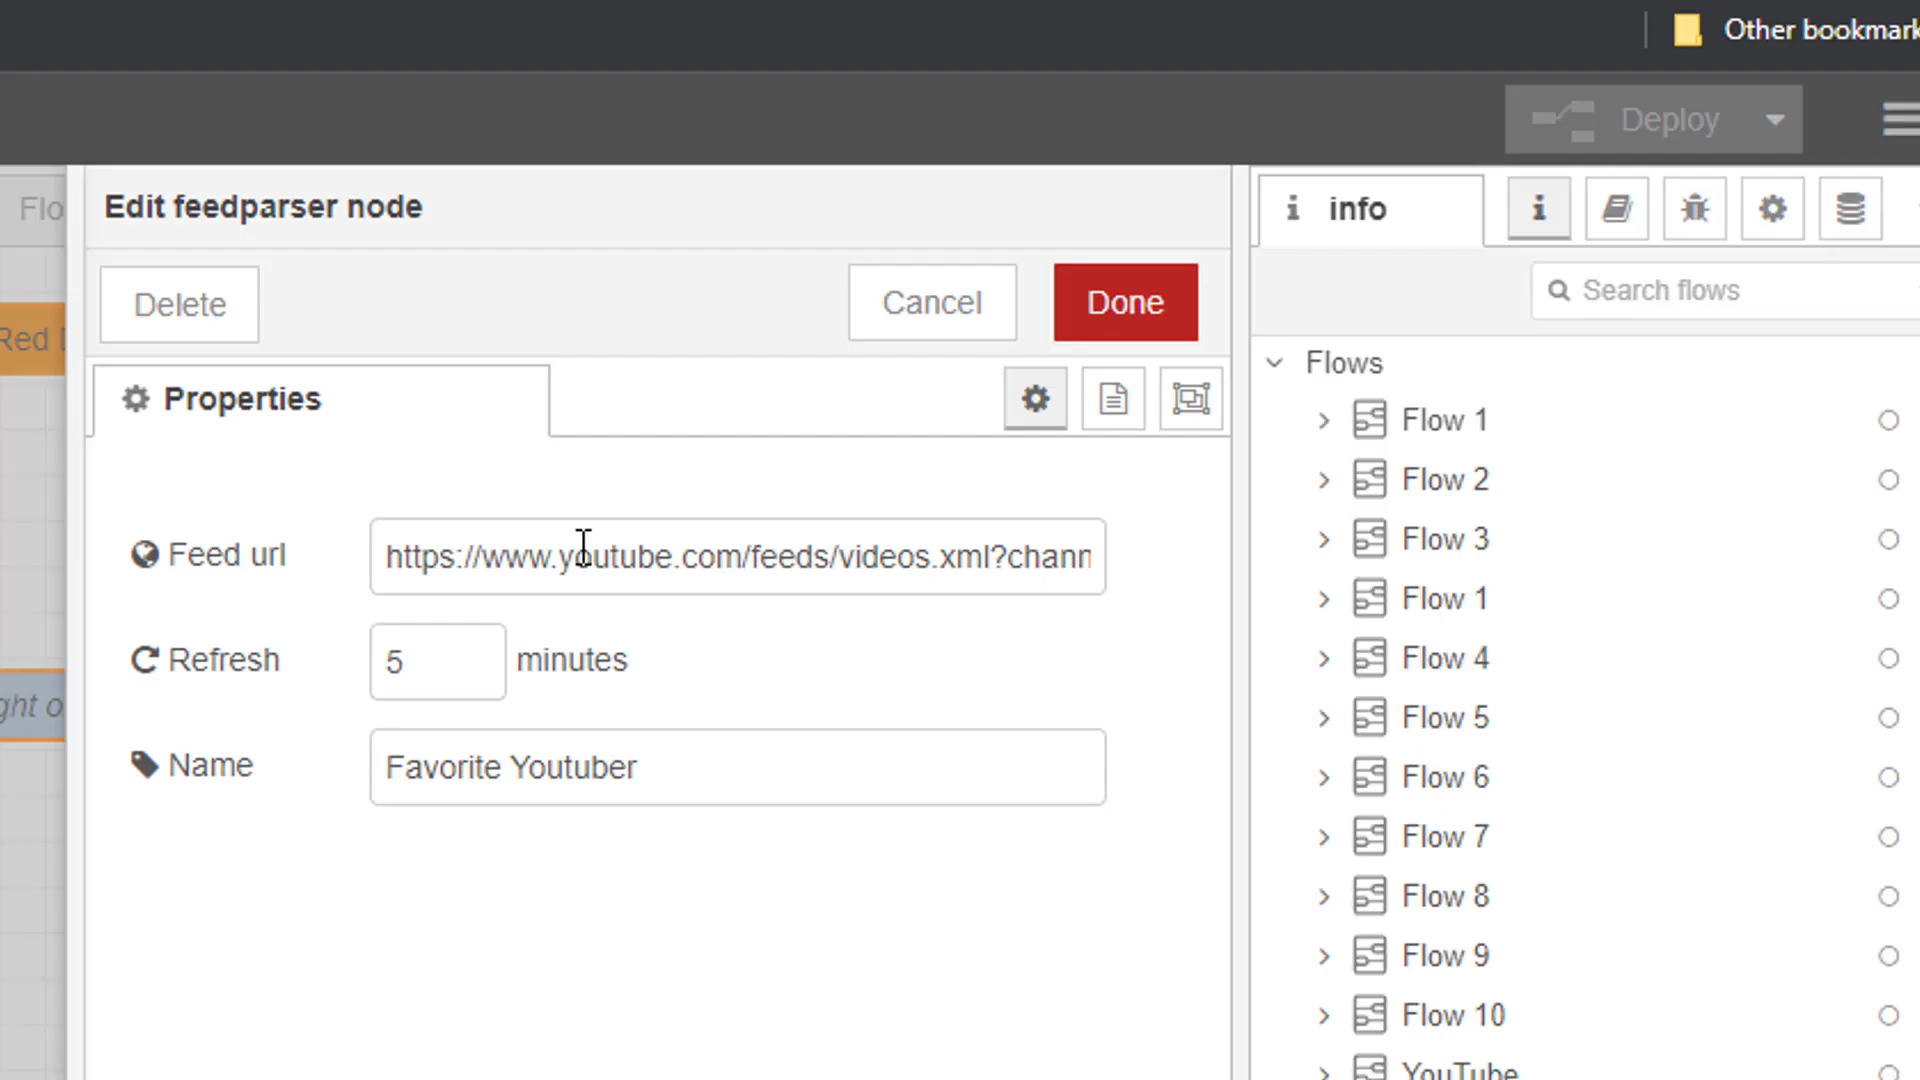 Other bookmark
Deploy
Flo
Edit feedparser node
info
Delete
Cancel
Done
Search flows
Red
Properties
Flows
Flow 1
Flow 2
Feed url
https://www.youtube.com/feeds/videos.xml?chann
Flow 3
Flow 1
Refresh
5
minutes
Flow 4
ght o
Flow 5
Name
Favorite Youtuber
Flow 6
Flow 7
Flow 8
Flow 9
Flow 10
YouTube